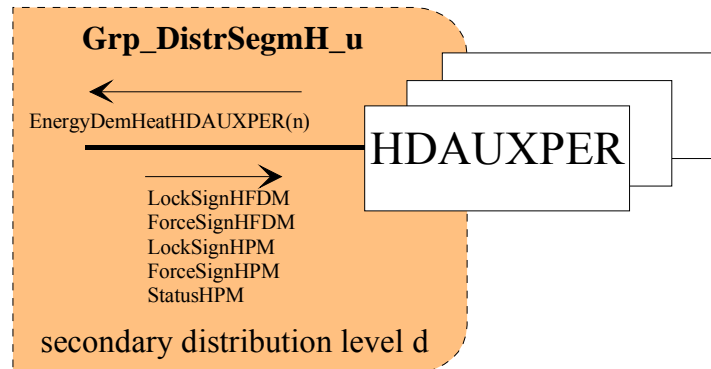 Grp_DistrSegmH_u
EnergyDemHeatHDAUXPER(n)
HDAUXPER
LockSignHFDM
ForceSignHFDM
LockSignHPM
ForceSignHPM
StatusHPM
secondary distribution level d